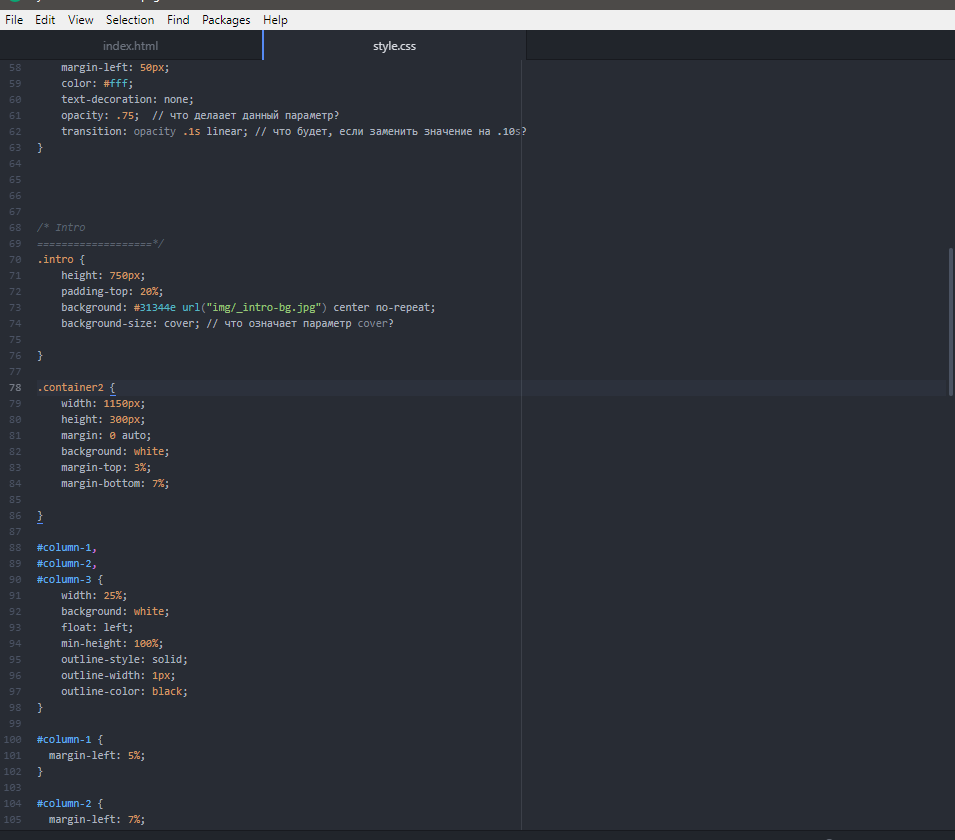 File Edit View Selection Find Packages Help
index.html style.css
58 margin-left: 50px;
59 color: #fff;
60 text-decoration: none;
61 opacity: .75; // что делаает данный параметр?
62 transition: opacity .1s linear; // что будет, если заменить значение на .10s?
63 }
64
65
66
67
68 /* Intro
69 ===================*/
70 .intro {
71 height: 750px;
72 padding-top: 20%;
73 background: #31344e url("img/_intro-bg.jpg") center no-repeat;
74 background-size: cover; // что означает параметр cover?
75
76 }
77
78 .container2 {
79 width: 1150px;
80 height: 300px;
81 margin: 0 auto;
82 background: white;
83 margin-top: 3%;
84 margin-bottom: 7%;
85
86 }
87
88 #column-1,
89 #column-2,
90 #column-3 {
91 width: 25%;
92 background: white;
93 float: left;
94 min-height: 100%;
95 outline-style: solid;
96 outline-width: 1px;
97 outline-color: black;
98 }
99
100 #column-1 {
101 margin-left: 5%;
102 }
103
104 #column-2 {
105 margin-left: 7%;